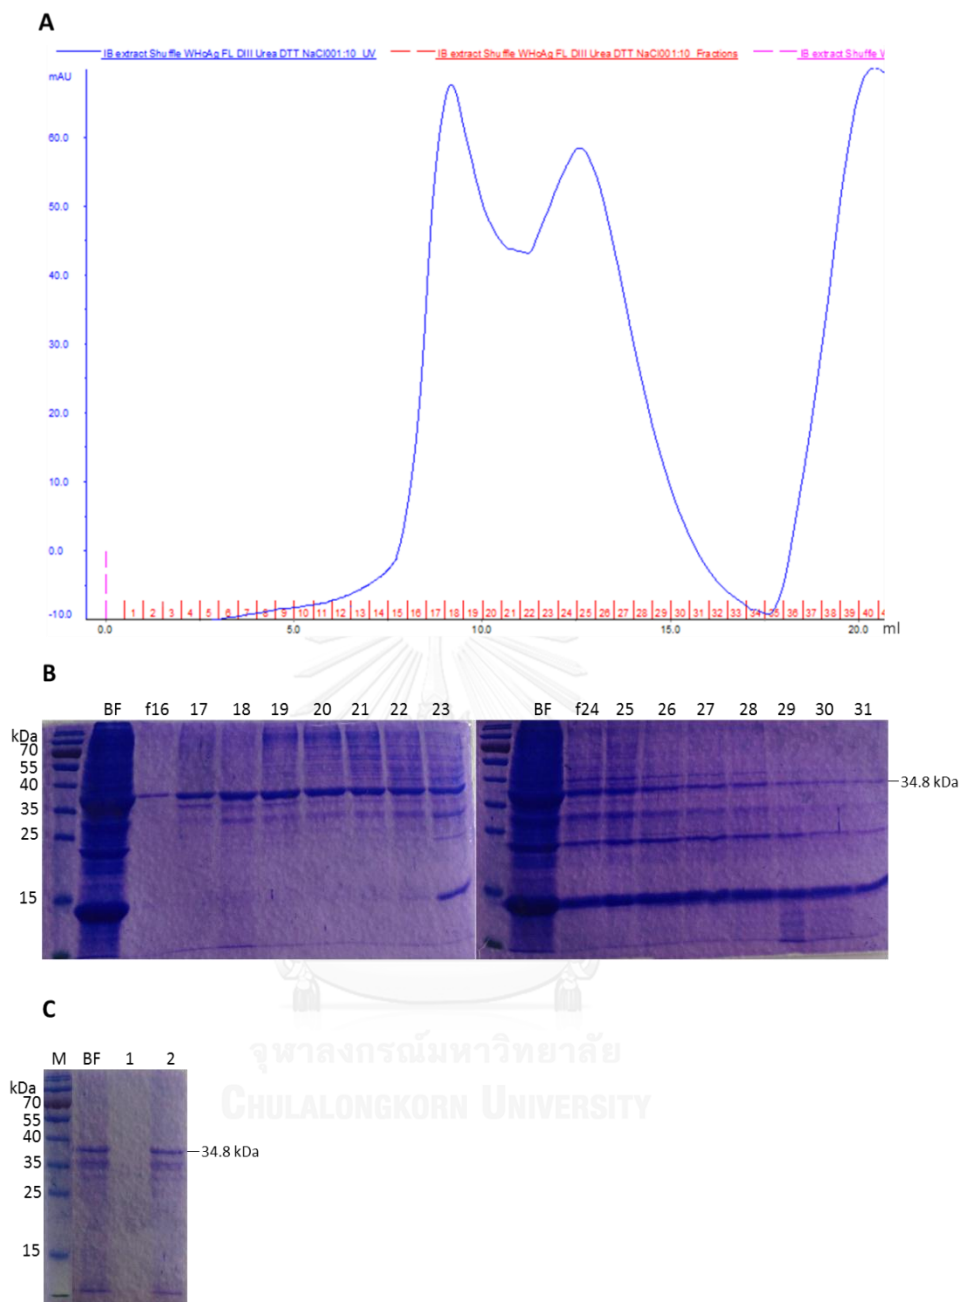 A
IB extract Shuffle WHoAg FL DIII Urea DTT NaCl001:10_UV IB extract Shuffle WHoAg FL DIII Urea DTT NaCl001:10_Fractions IB extract Shuffle
mAU
60.0
50.0
40.0
30.0
20.0
10.0
0.0
-10.0
1 2 3 4 5 6 7 8 9 10 11 12 13 14 15 16 17 18 19 20 21 22 23 24 25 26 27 28 29 30 31 32 33 34 35 36 37 38 39 40
0.0 5.0 10.0 15.0 20.0 ml
B
BF f16 17 18 19 20 21 22 23 BF f24 25 26 27 28 29 30 31
kDa
70
55
40
35
25
15
34.8 kDa
C
จุฬาลงกรณ์มหาวิทยาลัย
CHULALONGKORN UNIVERSITY
M BF 1 2
kDa
70
55
40
35
25
15
34.8 kDa